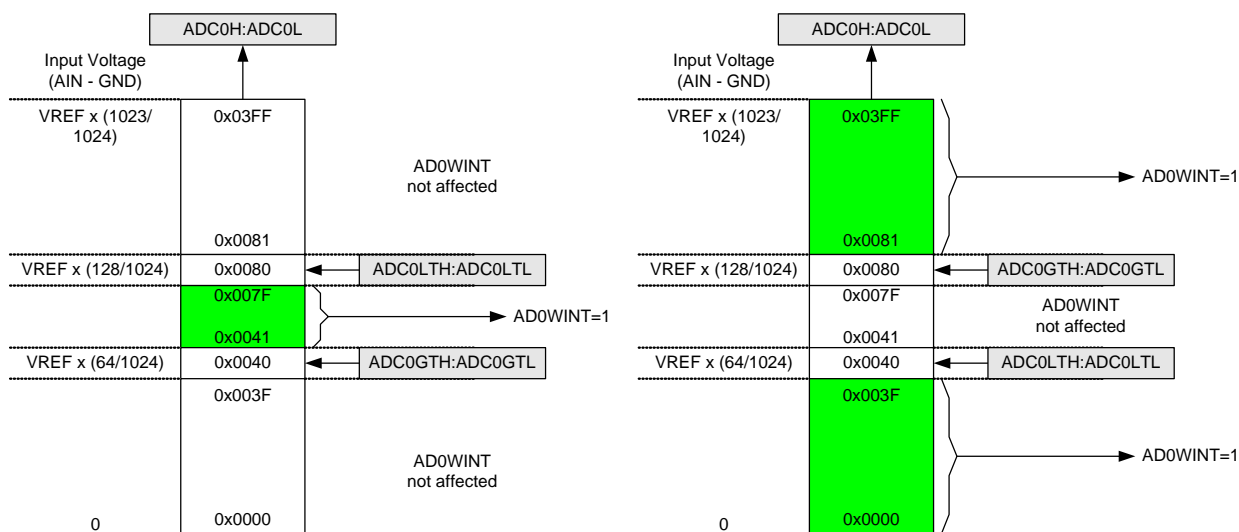 ADC0H:ADC0L
Input Voltage
(AIN - GND)
VREF x (1023/
1024)
0x03FF
AD0WINT
not affected
0x0081
VREF x (128/1024)
0x0080
ADC0LTH:ADC0LTL
0x007F
AD0WINT=1
0x0041
VREF x (64/1024)
0x0040
ADC0GTH:ADC0GTL
0x003F
AD0WINT
not affected
0
0x0000
ADC0H:ADC0L
Input Voltage
(AIN - GND)
VREF x (1023/
1024)
0x03FF
AD0WINT=1
0x0081
VREF x (128/1024)
0x0080
ADC0GTH:ADC0GTL
0x007F
AD0WINT
not affected
0x0041
VREF x (64/1024)
0x0040
ADC0LTH:ADC0LTL
0x003F
AD0WINT=1
0
0x0000